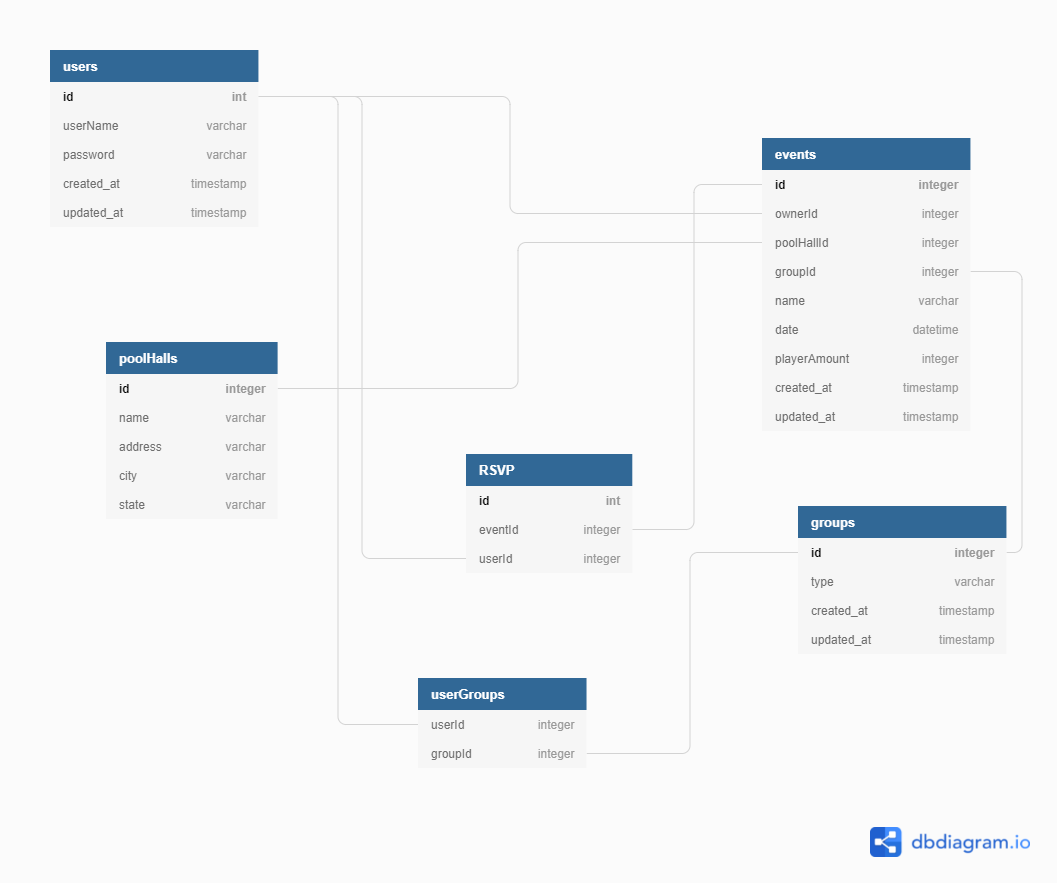 users
id int
userName varchar
password varchar
created_at timestamp
updated_at timestamp
events
id integer
ownerId integer
poolHallId integer
groupId integer
name varchar
date datetime
playerAmount integer
created_at timestamp
updated_at timestamp
poolHalls
id integer
name varchar
address varchar
city varchar
state varchar
RSVP
id int
eventId integer
userId integer
groups
id integer
type varchar
created_at timestamp
updated_at timestamp
userGroups
userId integer
groupId integer
dbdiagram.io